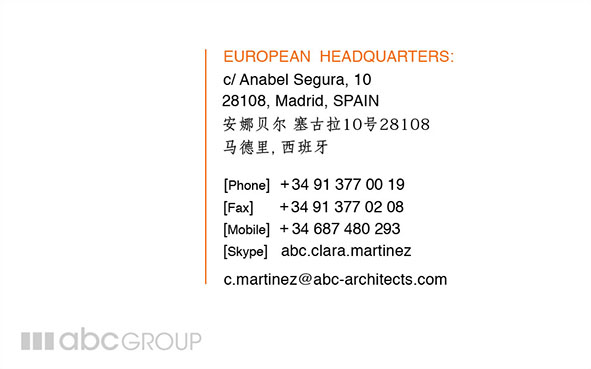 EUROPEAN HEADQUARTERS:
c/ Anabel Segura, 10
28108, Madrid, SPAIN
安娜贝尔 塞古拉10号28108
马德里, 西班牙
[Phone] +34 91 377 00 19
[Fax] +34 91 377 02 08
[Mobile] +34 687 480 293
[Skype] abc.clara.martinez
c.martinez@abc-architects.com
abcGROUP